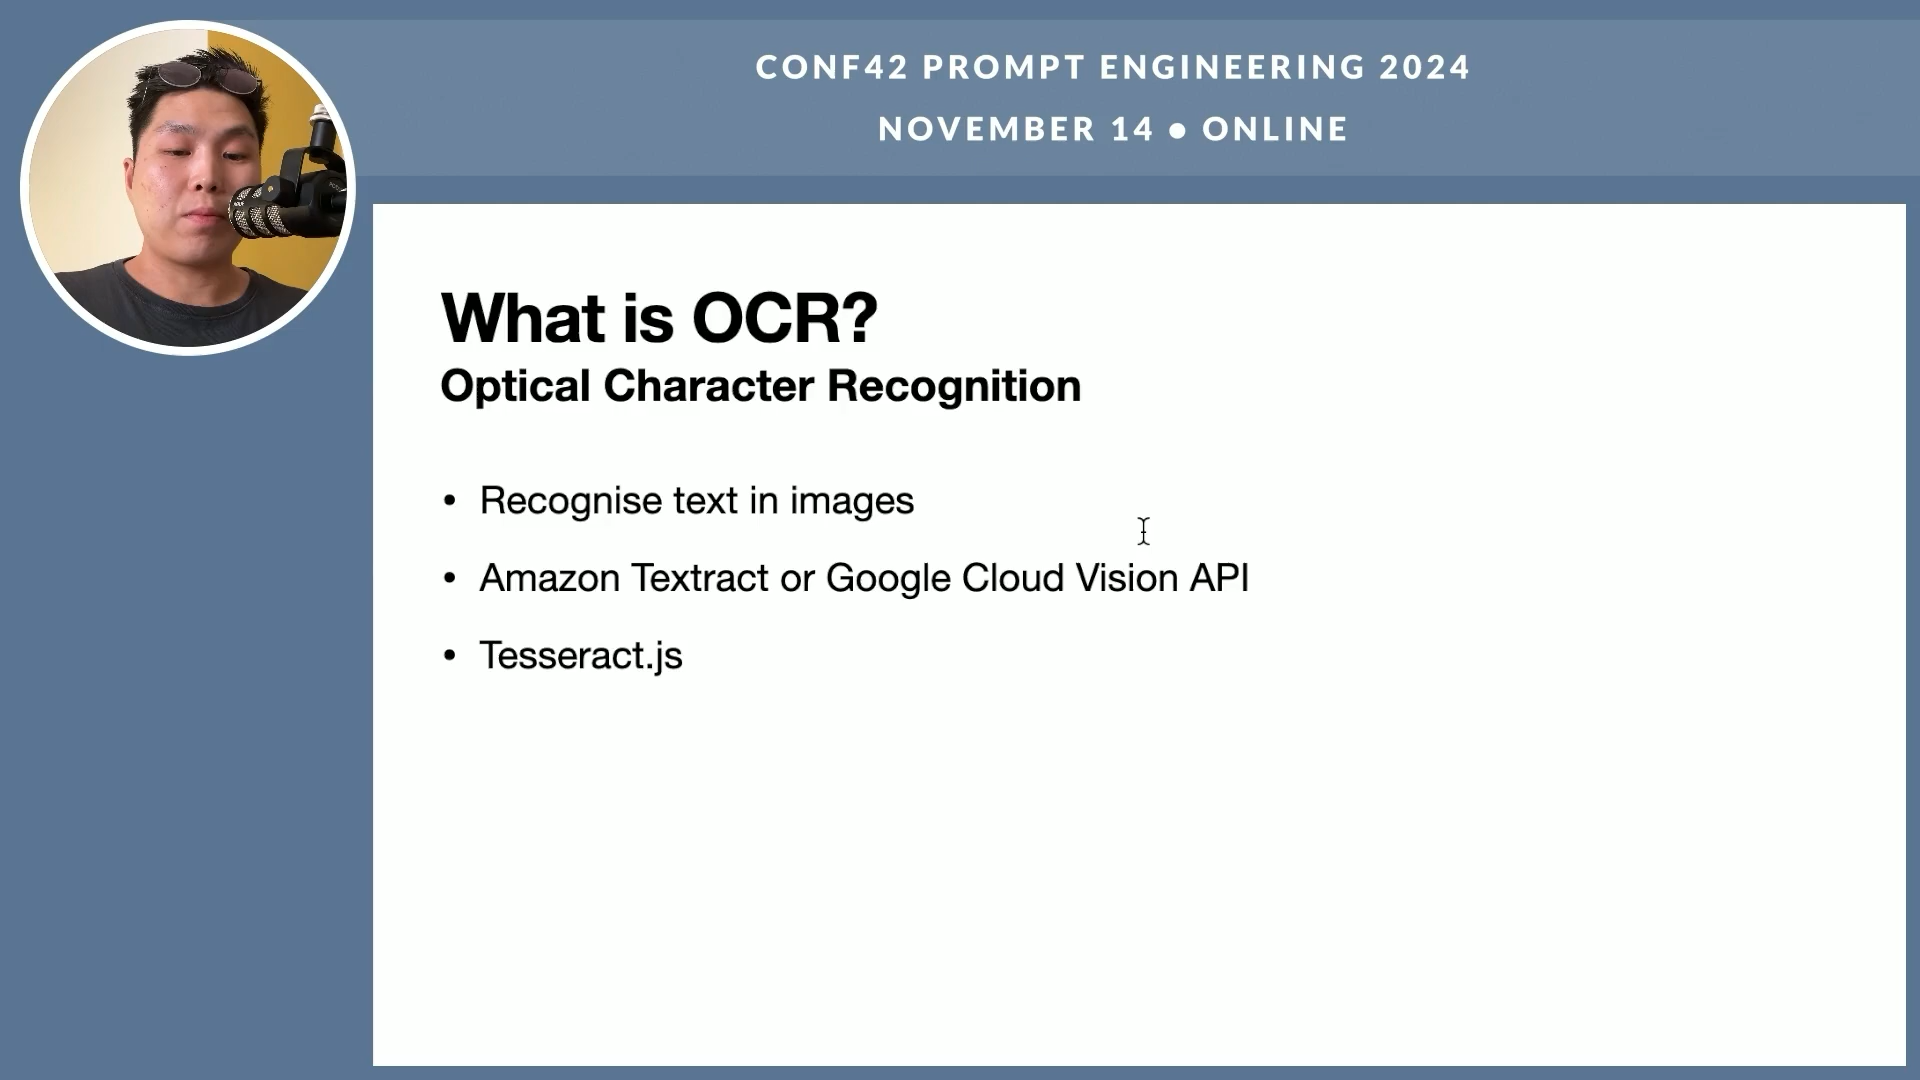 CONF42 PROMPT ENGINEERING 2024
NOVEMBER 14 ● ONLINE
What is OCR?
Optical Character Recognition
• Recognise text in images
• Amazon Textract or Google Cloud Vision API
• Tesseract.js